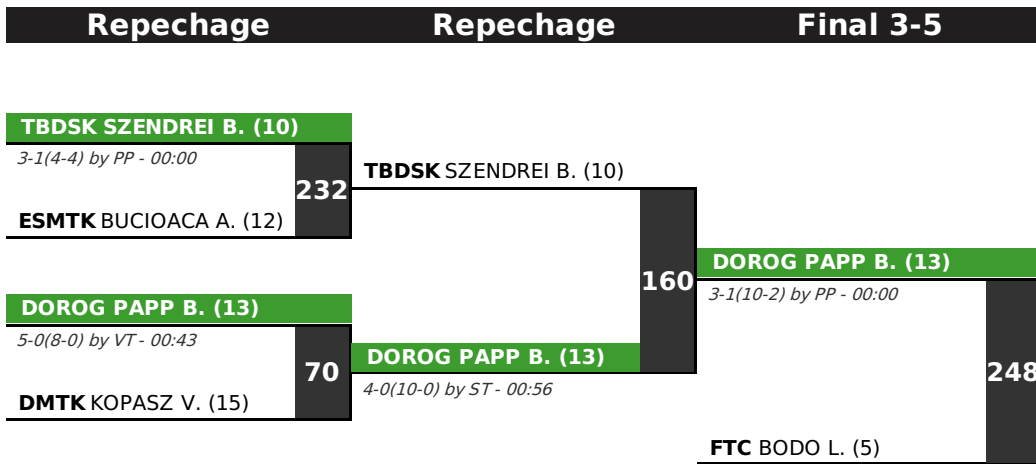 Repechage Repechage Final 3-5
TBDSK SZENDREI B. (10)
3-1(4-4) by PP - 00:00
232
ESMTK BUCIOACA A. (12)
DOROG PAPP B. (13)
5-0(8-0) by VT - 00:43
70
DMTK KOPASZ V. (15)
TBDSK SZENDREI B. (10)
160
DOROG PAPP B. (13)
4-0(10-0) by ST - 00:56
DOROG PAPP B. (13)
3-1(10-2) by PP - 00:00
248
FTC BODO L. (5)